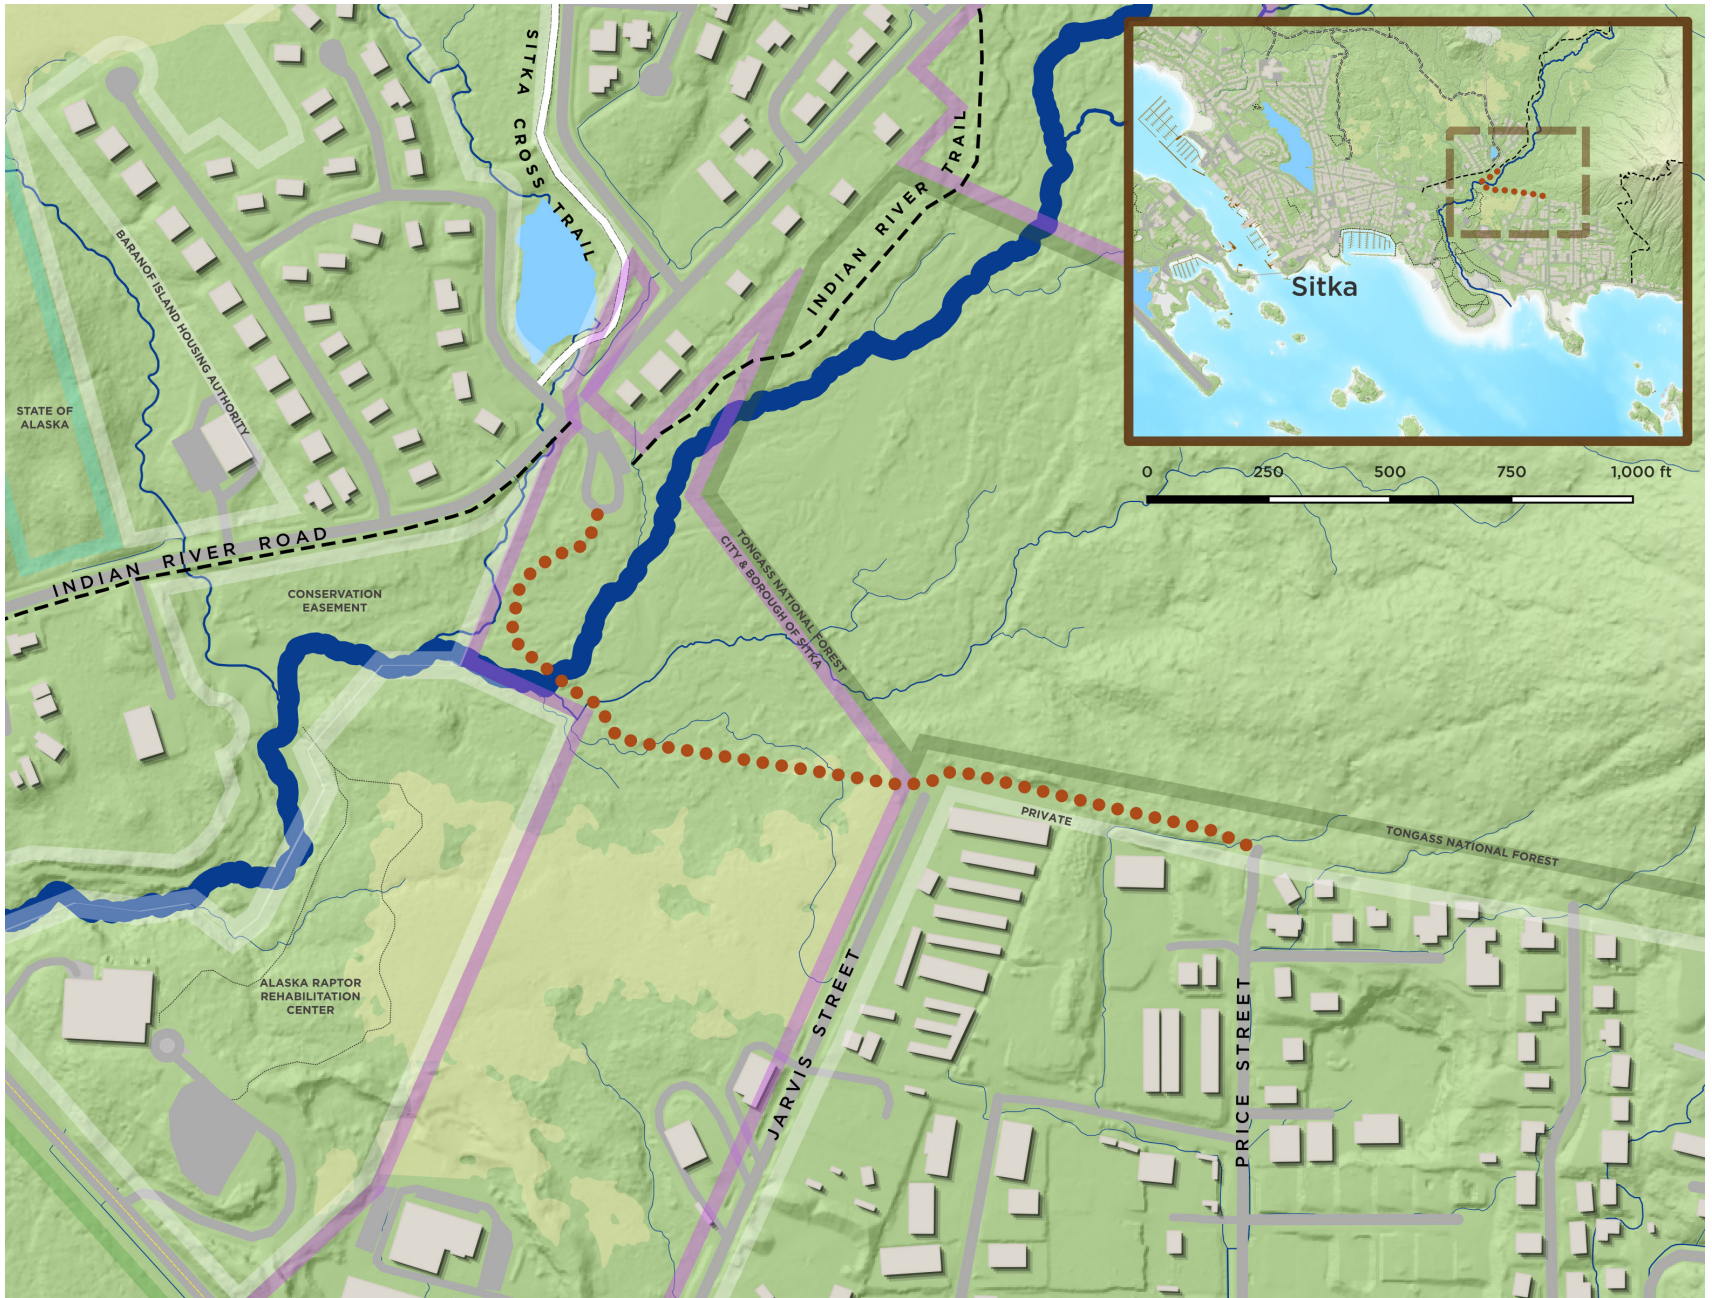 SITKA CROSS TRAIL
INDIAN RIVER TRAIL
Sitka
0 250 500 750 1,000 ft
BARANOF ISLAND HOUSING AUTHORITY
STATE OF
ALASKA
INDIAN RIVER ROAD
CONSERVATION
EASEMENT
TONGASS NATIONAL FOREST
CITY & BOROUGH OF SITKA
PRIVATE
TONGASS NATIONAL FOREST
ALASKA RAPTOR
REHABILITATION
CENTER
JARVIS STREET
PRICE STREET